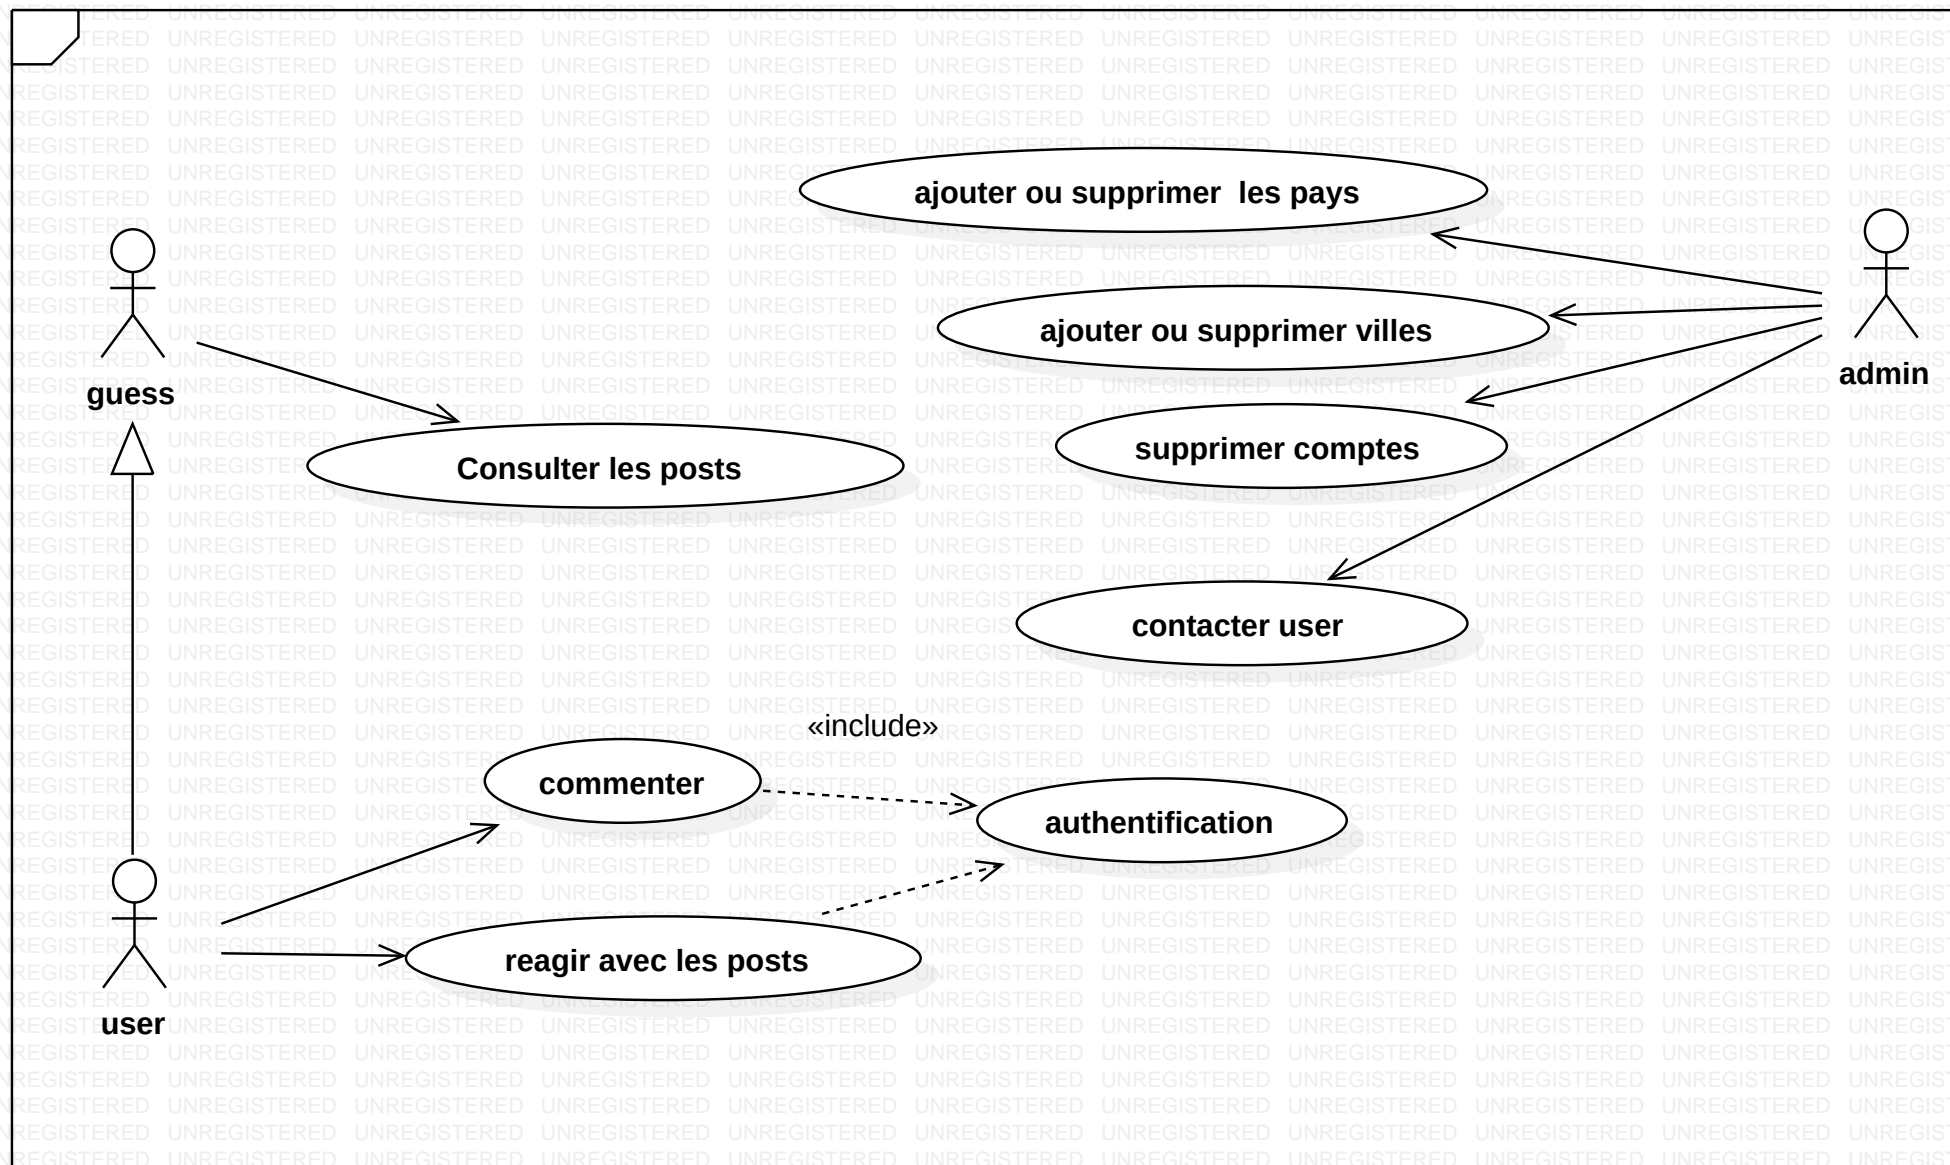 ajouter ou supprimer  les pays
ajouter ou supprimer villes
admin
guess
supprimer comptes
Consulter les posts
contacter user
«include»
commenter
authentification
reagir avec les posts
user
UNREGISTERED